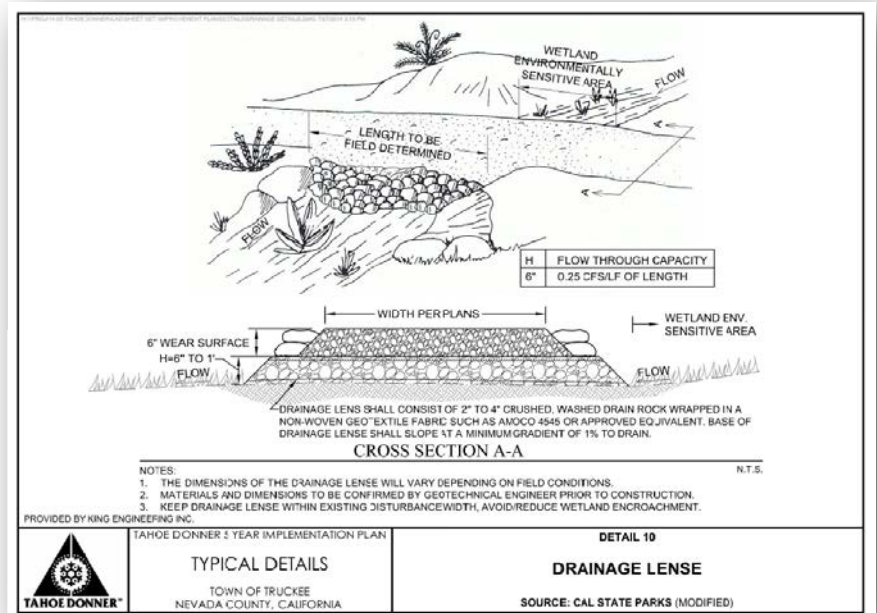 WETLAND
ENVIRONMENTALLY
SENSITIVE AREA
FLOW
LENGTH TO BE
FIELD DETERMINED
A
A
FLOW
H FLOW THROUGH CAPACITY
6" 0.25 CFS/LF OF LENGTH
WIDTH PER PLANS
WETLAND ENV.
SENSITIVE AREA
6" WEAR SURFACE
H=6" TO 1'
FLOW
FLOW
DRAINAGE LENS SHALL CONSIST OF 2" TO 4" CRUSHED, WASHED DRAIN ROCK WRAPPED IN A
NON-WOVEN GEOTEXTILE FABRIC SUCH AS AMOCO 4545 OR APPROVED EQUIVALENT. BASE OF
DRAINAGE LENSE SHALL SLOPE AT A MINIMUM GRADIENT OF 1% TO DRAIN.
CROSS SECTION A-A
N.T.S.
NOTES:
1. THE DIMENSIONS OF THE DRAINAGE LENSE WILL VARY DEPENDING ON FIELD CONDITIONS.
2. MATERIALS AND DIMENSIONS TO BE CONFIRMED BY GEOTECHNICAL ENGINEER PRIOR TO CONSTRUCTION.
3. KEEP DRAINAGE LENSE WITHIN EXISTING DISTURBANCE WIDTH, AVOID/REDUCE WETLAND ENCROACHMENT.
PROVIDED BY KING ENGINEERING INC.
TAHOE DONNER
TAHOE DONNER 5 YEAR IMPLEMENTATION PLAN
TYPICAL DETAILS
TOWN OF TRUCKEE
NEVADA COUNTY, CALIFORNIA
DETAIL 10
DRAINAGE LENSE
SOURCE: CAL STATE PARKS (MODIFIED)